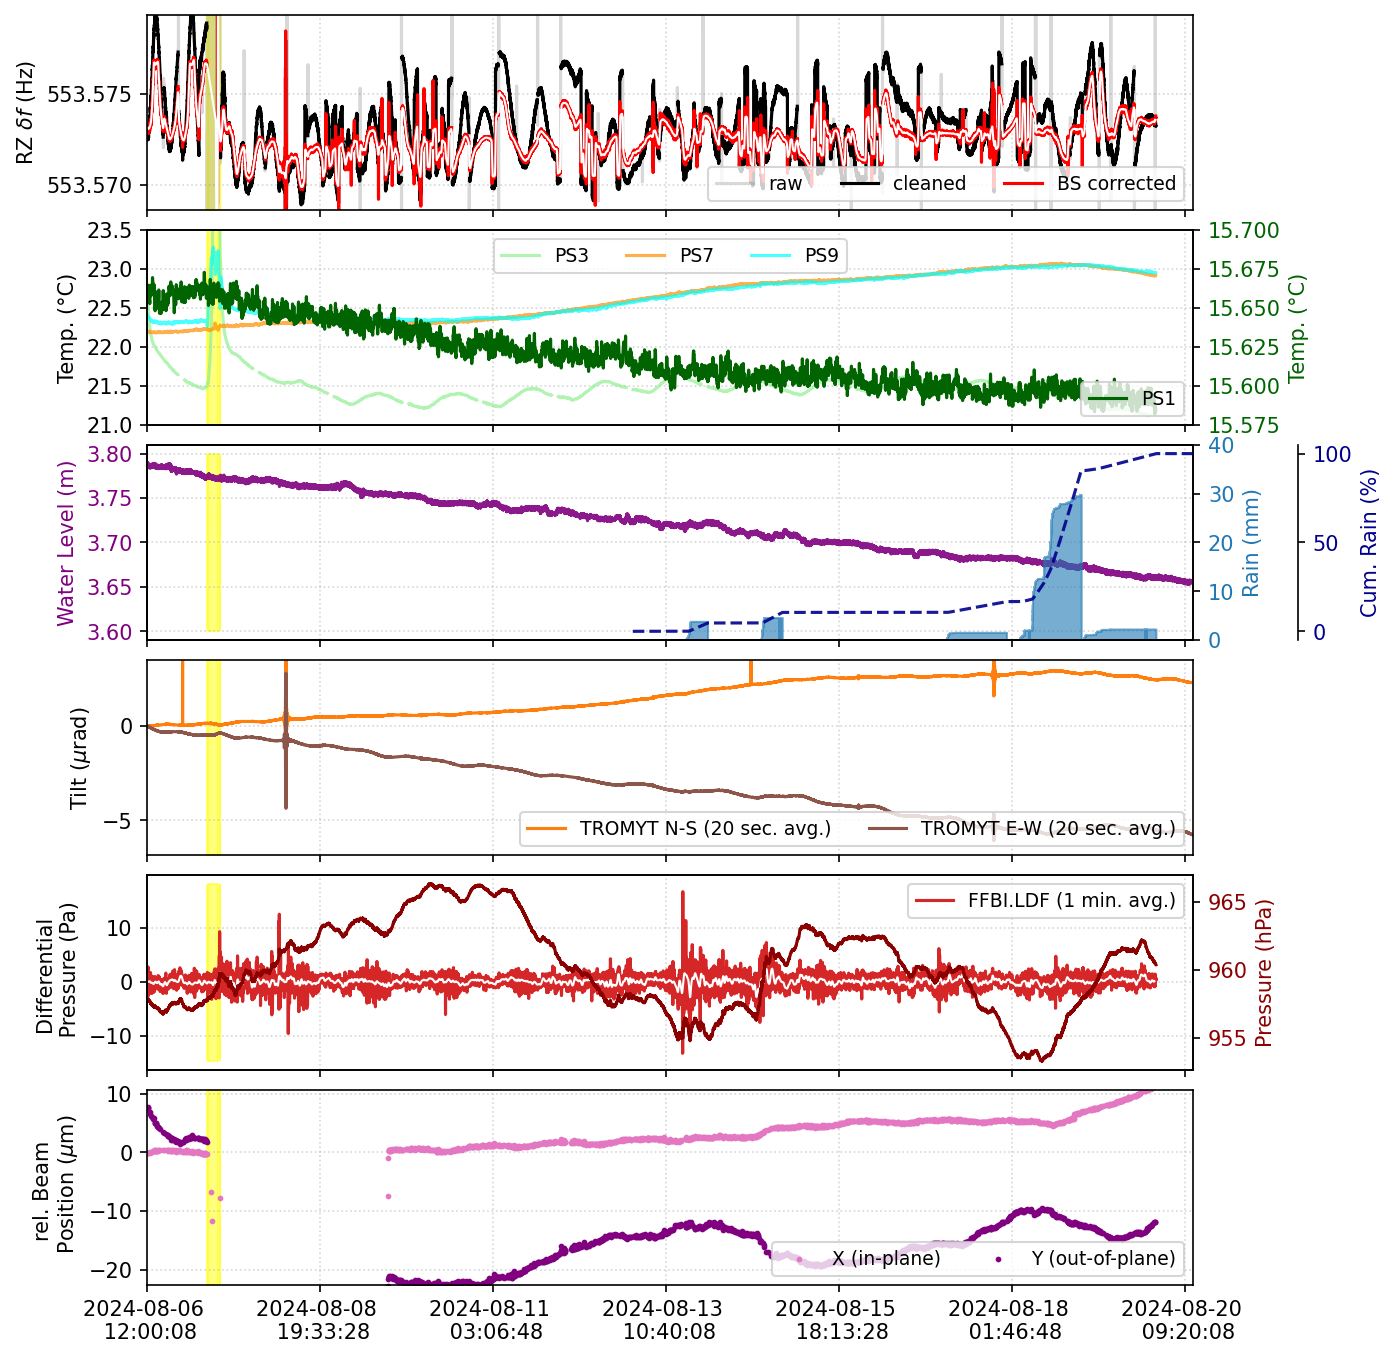 RZ δf (Hz)
553.575
553.570
raw
cleaned
BS corrected
Temp. (°C)
23.5
23.0
22.5
22.0
21.5
21.0
PS3
PS7
PS9
PS1
15.700
15.675
15.650
15.625
15.600
15.575
Temp. (°C)
Water Level (m)
3.80
3.75
3.70
3.65
3.60
40
30
20
10
0
Rain (mm)
100
50
0
Cum. Rain (%)
Tilt (μrad)
0
−5
TROMYT N-S (20 sec. avg.)
TROMYT E-W (20 sec. avg.)
Differential
Pressure (Pa)
10
0
−10
FFBI.LDF (1 min. avg.)
965
960
955
Pressure (hPa)
rel. Beam
Position (μm)
10
0
−10
−20
X (in-plane)
Y (out-of-plane)
2024-08-06
12:00:08
2024-08-08
19:33:28
2024-08-11
03:06:48
2024-08-13
10:40:08
2024-08-15
18:13:28
2024-08-18
01:46:48
2024-08-20
09:20:08